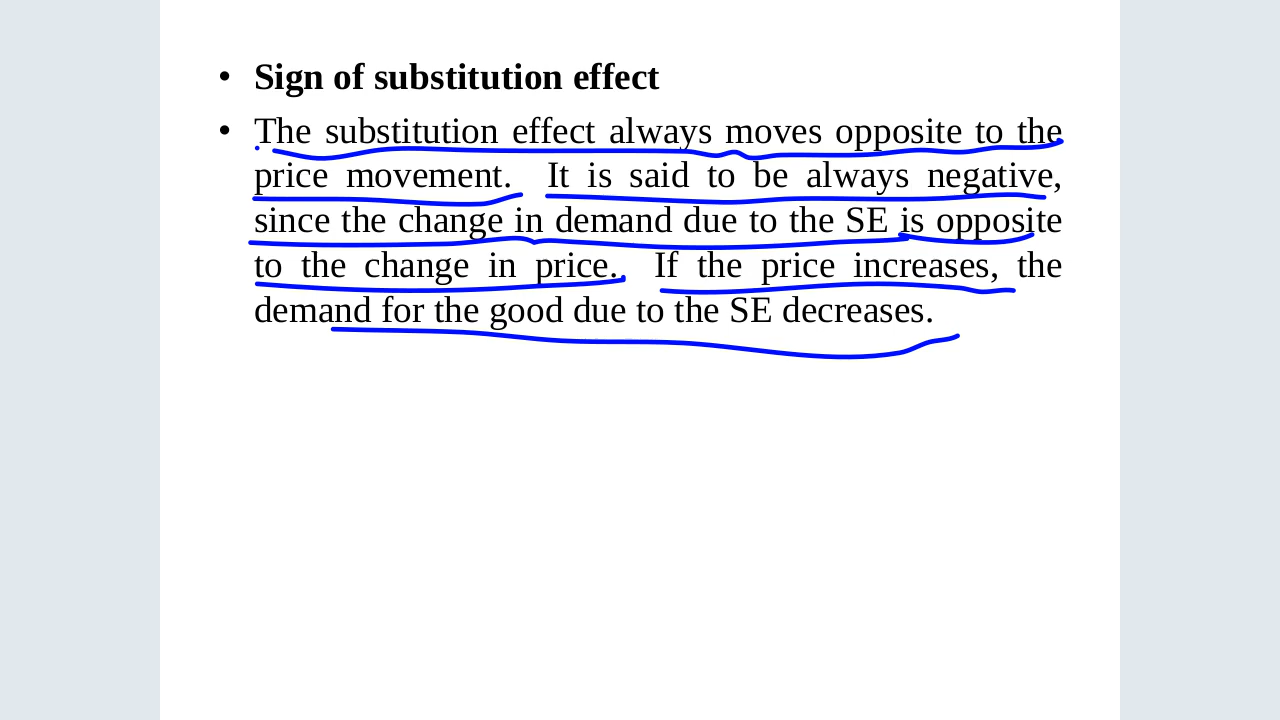 • Sign of substitution effect
• The substitution effect always moves opposite to the
price movement. It is said to be always negative,
since the change in demand due to the SE is opposite
to the change in price. If the price increases, the
demand for the good due to the SE decreases.